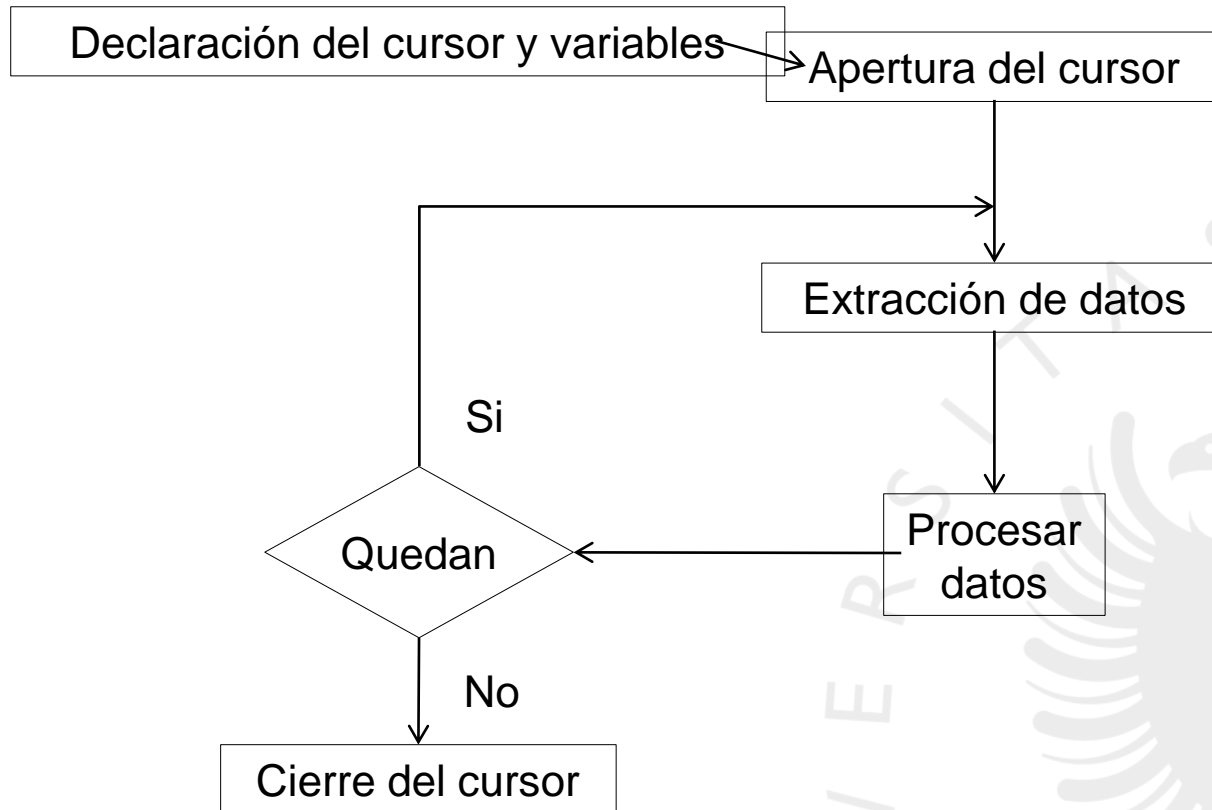 Declaración del cursor y variables
Apertura del cursor
Extracción de datos
Si
Procesar
datos
Quedan
No
Cierre del cursor
E R S I T A